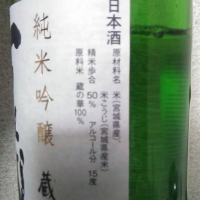 日本酒
原材料名 米(宮城県産)、
米こうじ(宮城県産米)
精米歩合 50% アルコール分 15度
原料米 蔵の華100%
純米吟醸 蔵